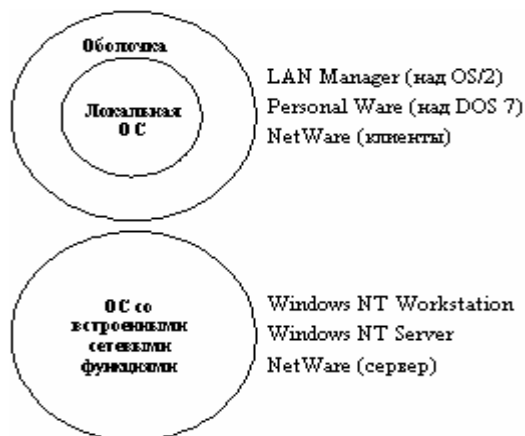 Оболочка
Локальная
ОС
LAN Manager (над OS/2)
Personal Ware (над DOS 7)
NetWare (клиенты)
ОС со
встроенными
сетевыми
функциями
Windows NT Workstation
Windows NT Server
NetWare (сервер)